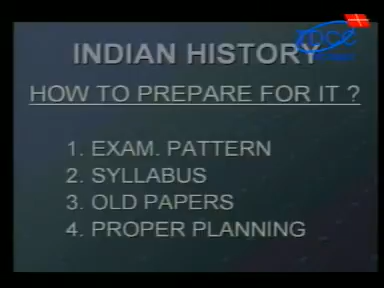 INDIAN HISTORY
HOW TO PREPARE FOR IT ?
1. EXAM. PATTERN
2. SYLLABUS
3. OLD PAPERS
4. PROPER PLANNING